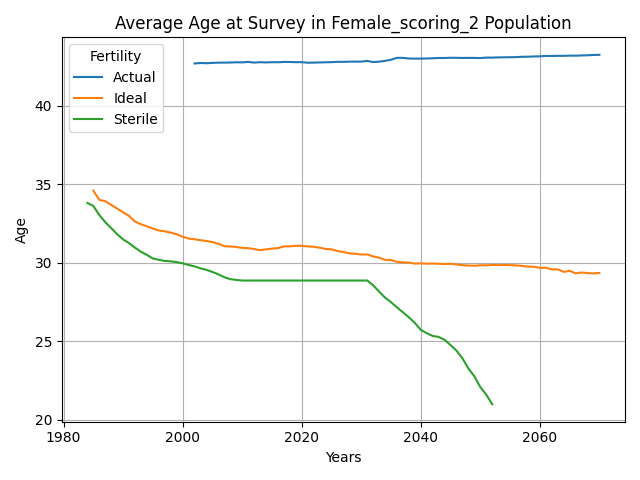 Average Age at Survey in Female_scoring_2 Population
Fertility
Actual
Ideal
Sterile
Age
40
35
30
25
20
1980
2000
2020
2040
2060
Years